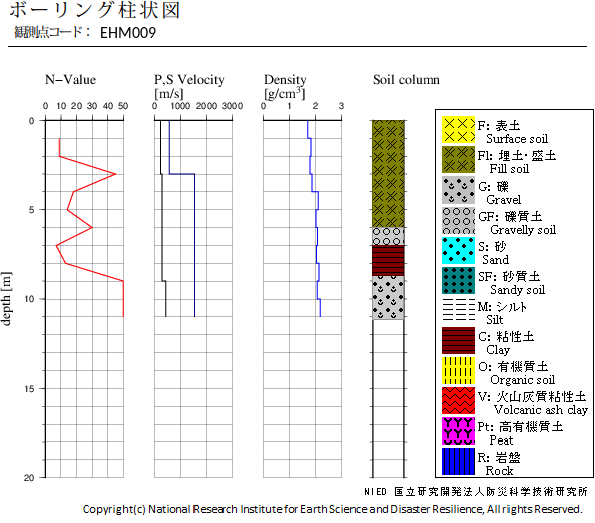 ボーリング柱状図
観測点コード： EHM009
N−Value
P,S Velocity
[m/s]
Density
[g/cm3]
Soil column
0 10 20 30 40 50
0 1000 2000 3000
0 1 2 3
depth [m]
0
5
10
15
20
F: 表土
Surface soil
Fl: 埋土・盛土
Fill soil
G: 礫
Gravel
GF: 礫質土
Gravelly soil
S: 砂
Sand
SF: 砂質土
Sandy soil
M: シルト
Silt
C: 粘性土
Clay
O: 有機質土
Organic soil
V: 火山灰質粘性土
Volcanic ash clay
Pt: 高有機質土
Peat
R: 岩盤
Rock
NIED 国立研究開発法人防災科学技術研究所
Copyright(c) National Research Institute for Earth Science and Disaster Resilience, All rights Reserved.